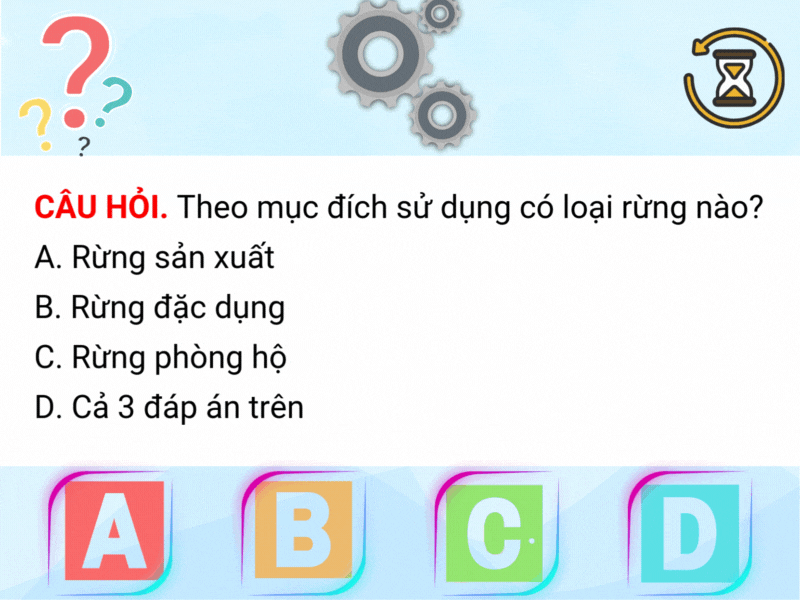 CÂU HỎI. Theo mục đích sử dụng có loại rừng nào?
A. Rừng sản xuất
B. Rừng đặc dụng
C. Rừng phòng hộ
D. Cả 3 đáp án trên
A B C D